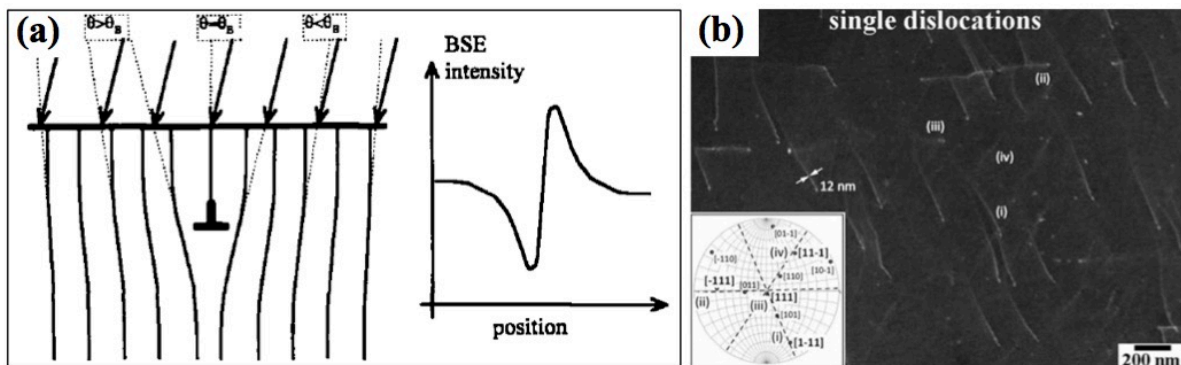 (a)
θ>θB
θ=θB
θ<θB
BSE
intensity
position
(b)
single dislocations
(ii)
(iii)
(iv)
12 nm
(i)
[01-1]
(iv)
[11-1]
[-110]
[10-1]
[110]
[-111]
[011]
[111]
(ii)
(iii)
[101]
(i)
[1-11]
200 nm